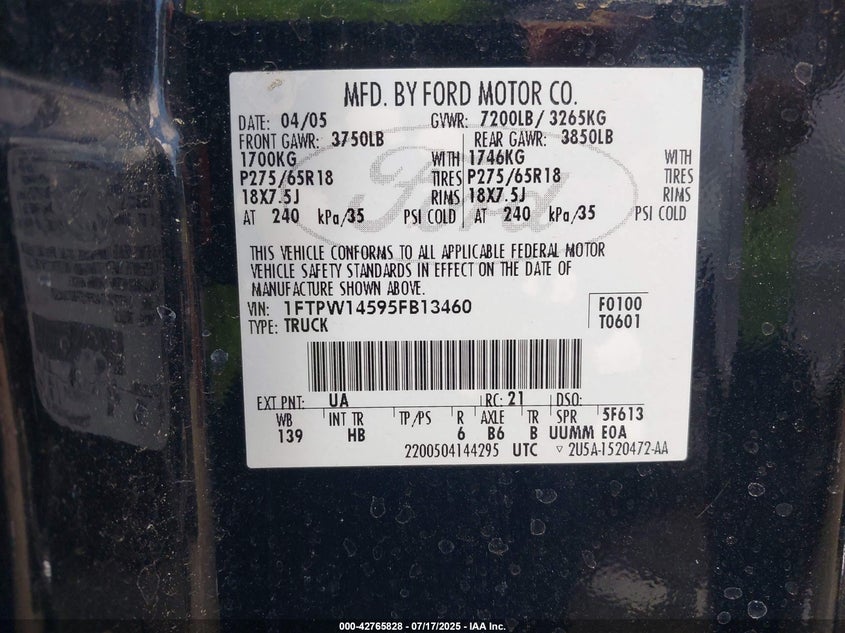 MFD. BY FORD MOTOR CO.
DATE: 04/05 GVWR: 7200LB/ 3265KG
FRONT GAWR: 3750LB REAR GAWR: 3850LB
1700KG WITH 1746KG WITH
P275/65R18 TIRES P275/65R18 TIRES
18X7.5J RIMS 18X7.5J RIMS
AT 240 kPa/35 PSI COLD AT 240 kPa/35 PSI COLD
Ford
THIS VEHICLE CONFORMS TO ALL APPLICABLE FEDERAL MOTOR
VEHICLE SAFETY STANDARDS IN EFFECT ON THE DATE OF
MANUFACTURE SHOWN ABOVE.
VIN: 1FTPW14595FB13460 F0100
TYPE: TRUCK T0601
EXT PNT: UA RC: 21 DSO:
WB INT TR TP/PS R AXLE TR SPR 5F613
139 HB 6 B6 B UUMM E0A
2200504144295 UTC ▽ 2U5A-1520472-AA
000-42765828 - 07/17/2025 - IAA Inc.